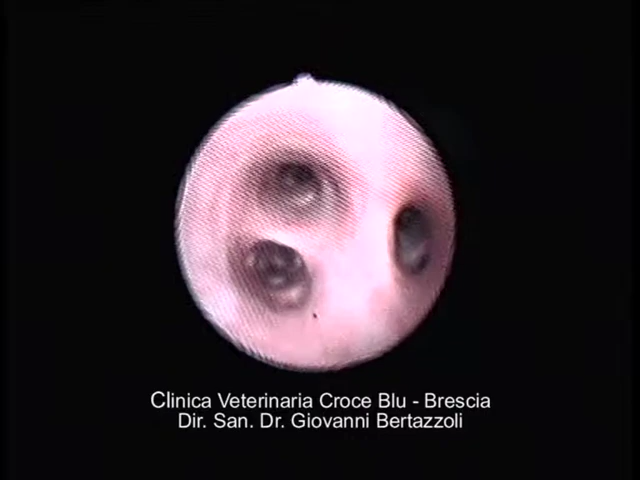 Clinica Veterinaria Croce Blu - Brescia
Dir. San. Dr. Giovanni Bertazzoli